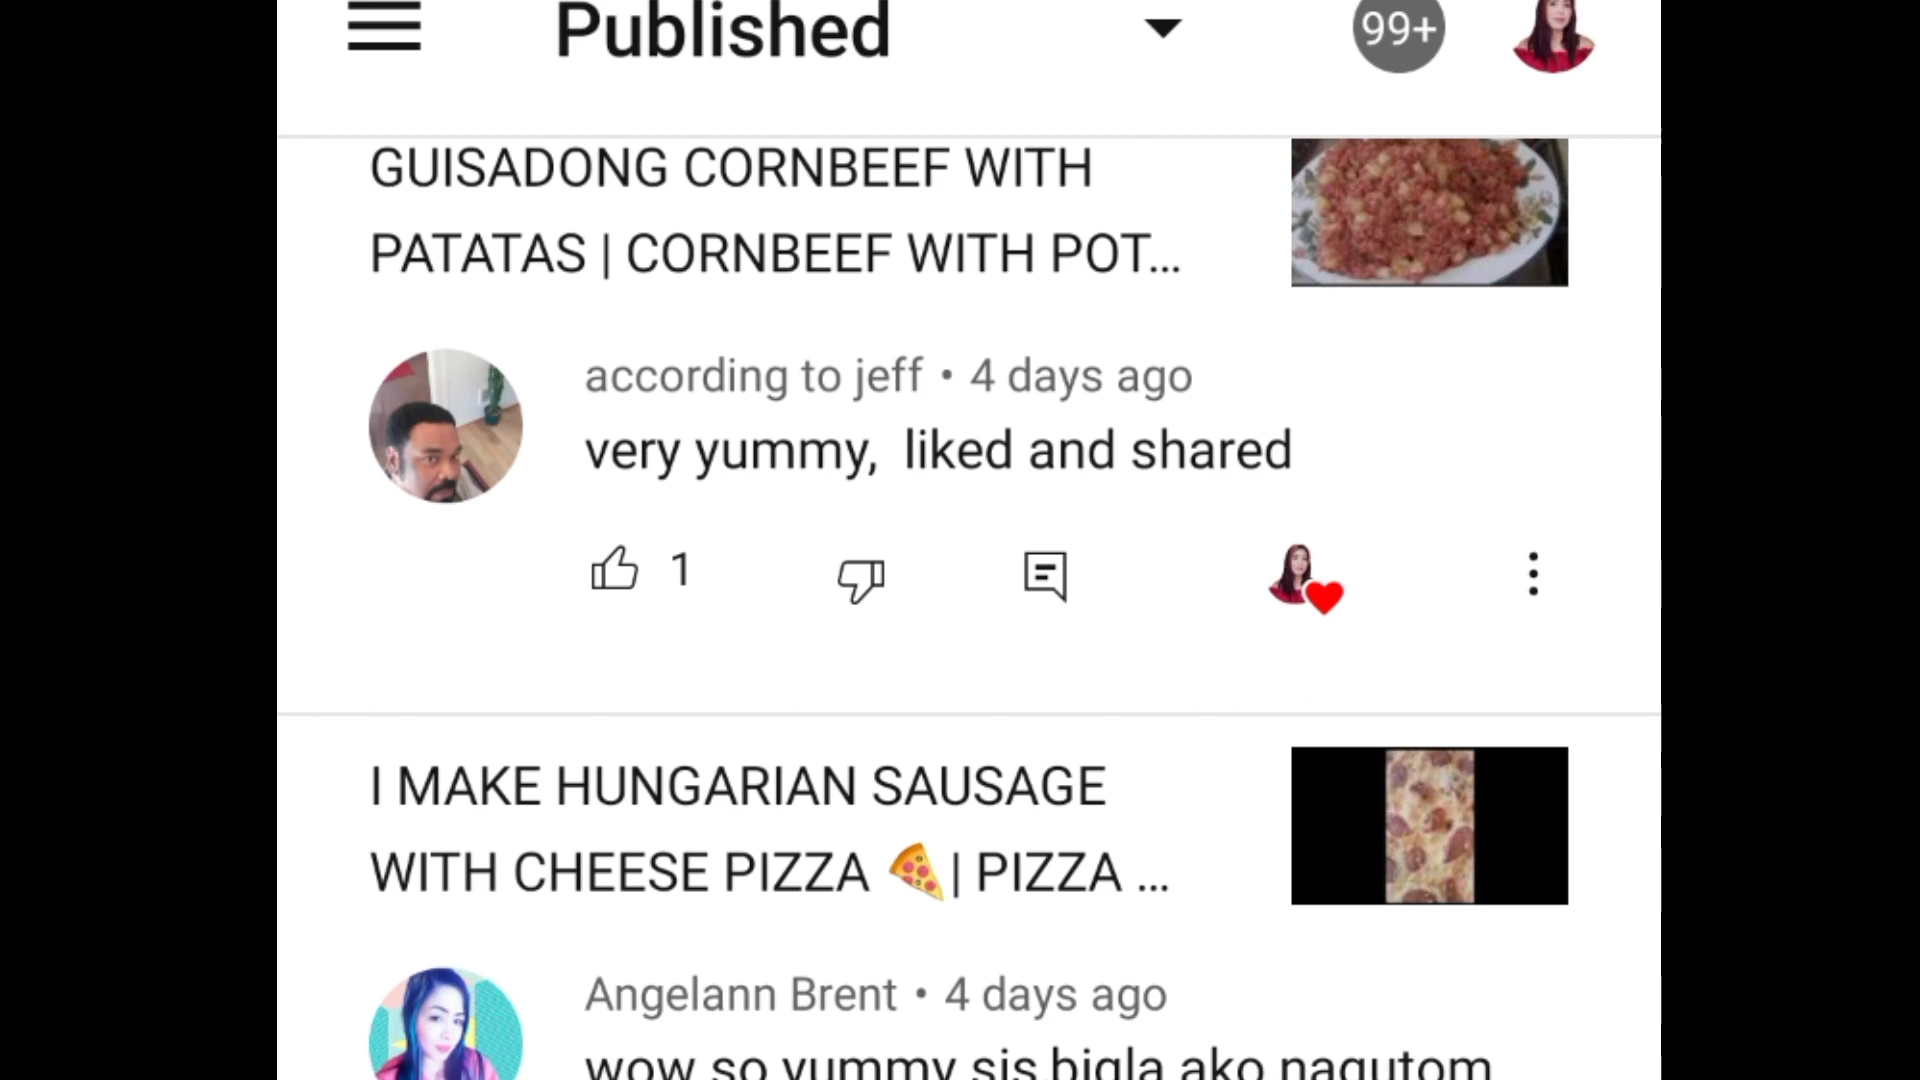 Published
99+
GUISADONG CORNBEEF WITH
PATATAS | CORNBEEF WITH POT...
according to jeff • 4 days ago
very yummy,  liked and shared
1
I MAKE HUNGARIAN SAUSAGE
WITH CHEESE PIZZA 🍕| PIZZA ...
Angelann Brent • 4 days ago
wow so yummy sis.bigla ako nagutom